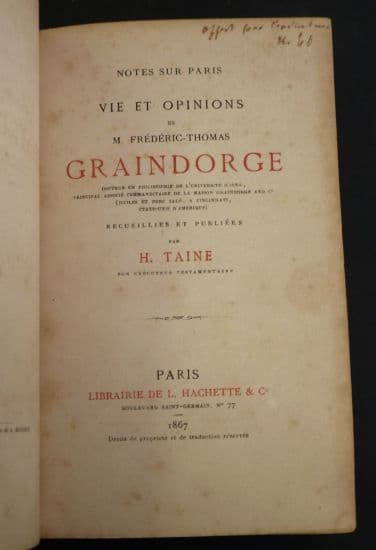 NOTES SUR PARIS
VIE ET OPINIONS
DE
M. FRÉDÉRIC-THOMAS
GRAINDORGE
DOCTEUR EN PHILOSOPHIE DE L'UNIVERSITÉ D'IÉNA,
PRINCIPAL ASSOCIÉ COMMANDITAIRE DE LA MAISON GRAINDORGE AND Cº
(HUILES ET PORC SALÉ, A CINCINNATI,
ÉTATS-UNIS D'AMÉRIQUE)
RECUEILLIES ET PUBLIÉES
PAR
H. TAINE
SON EXÉCUTEUR TESTAMENTAIRE
PARIS
LIBRAIRIE DE L. HACHETTE & Cie
BOULEVARD SAINT-GERMAIN, Nº 77
1867
Droits de propriété et de traduction réservés